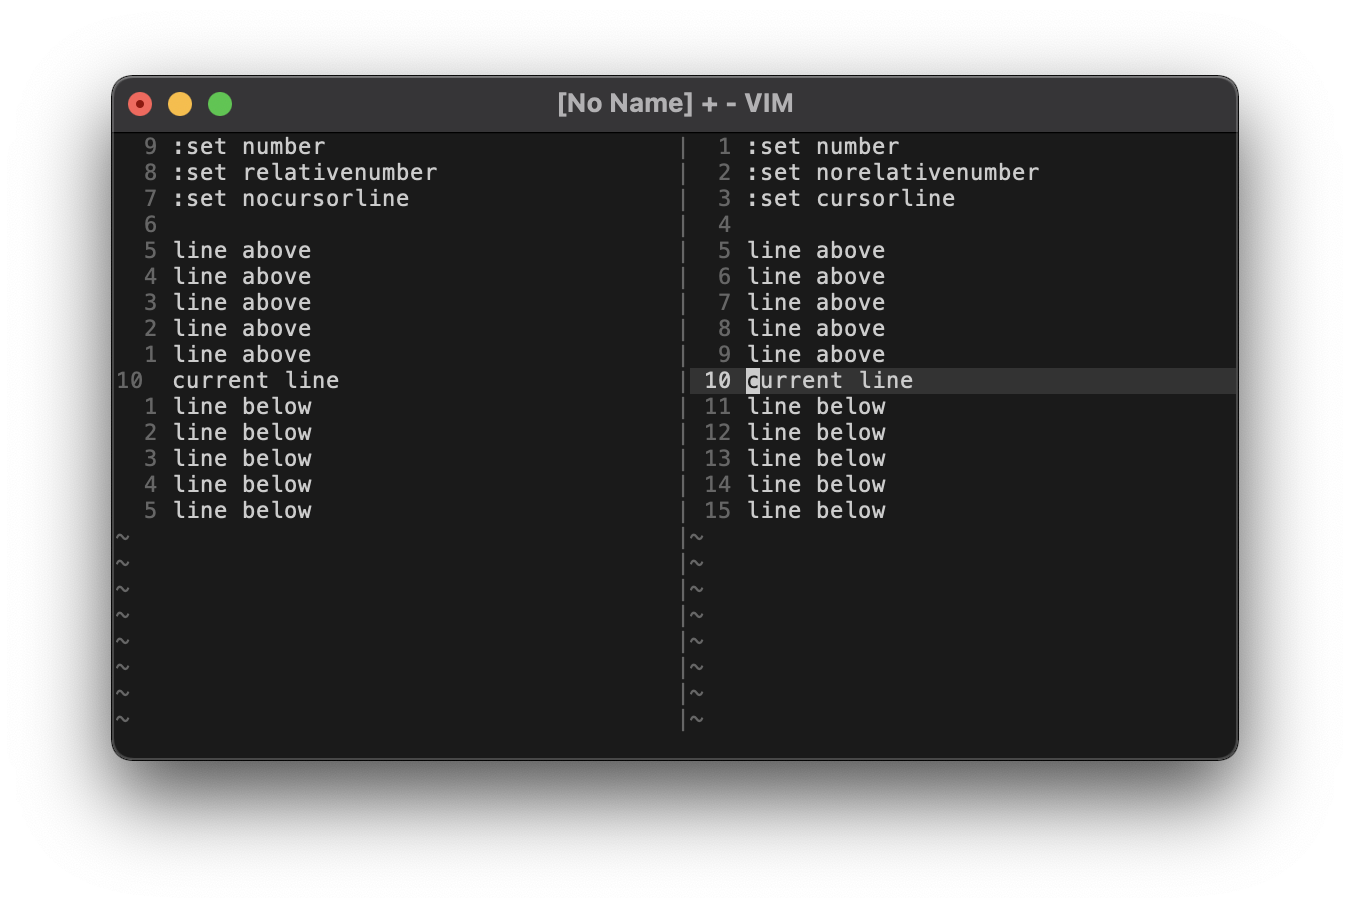 [No Name] + - VIM
9 :set number
8 :set relativenumber
7 :set nocursorline
6
5 line above
4 line above
3 line above
2 line above
1 line above
10 current line
1 line below
2 line below
3 line below
4 line below
5 line below
~
~
~
~
~
~
~
~
1 :set number
2 :set norelativenumber
3 :set cursorline
4
5 line above
6 line above
7 line above
8 line above
9 line above
10 current line
11 line below
12 line below
13 line below
14 line below
15 line below
~
~
~
~
~
~
~
~